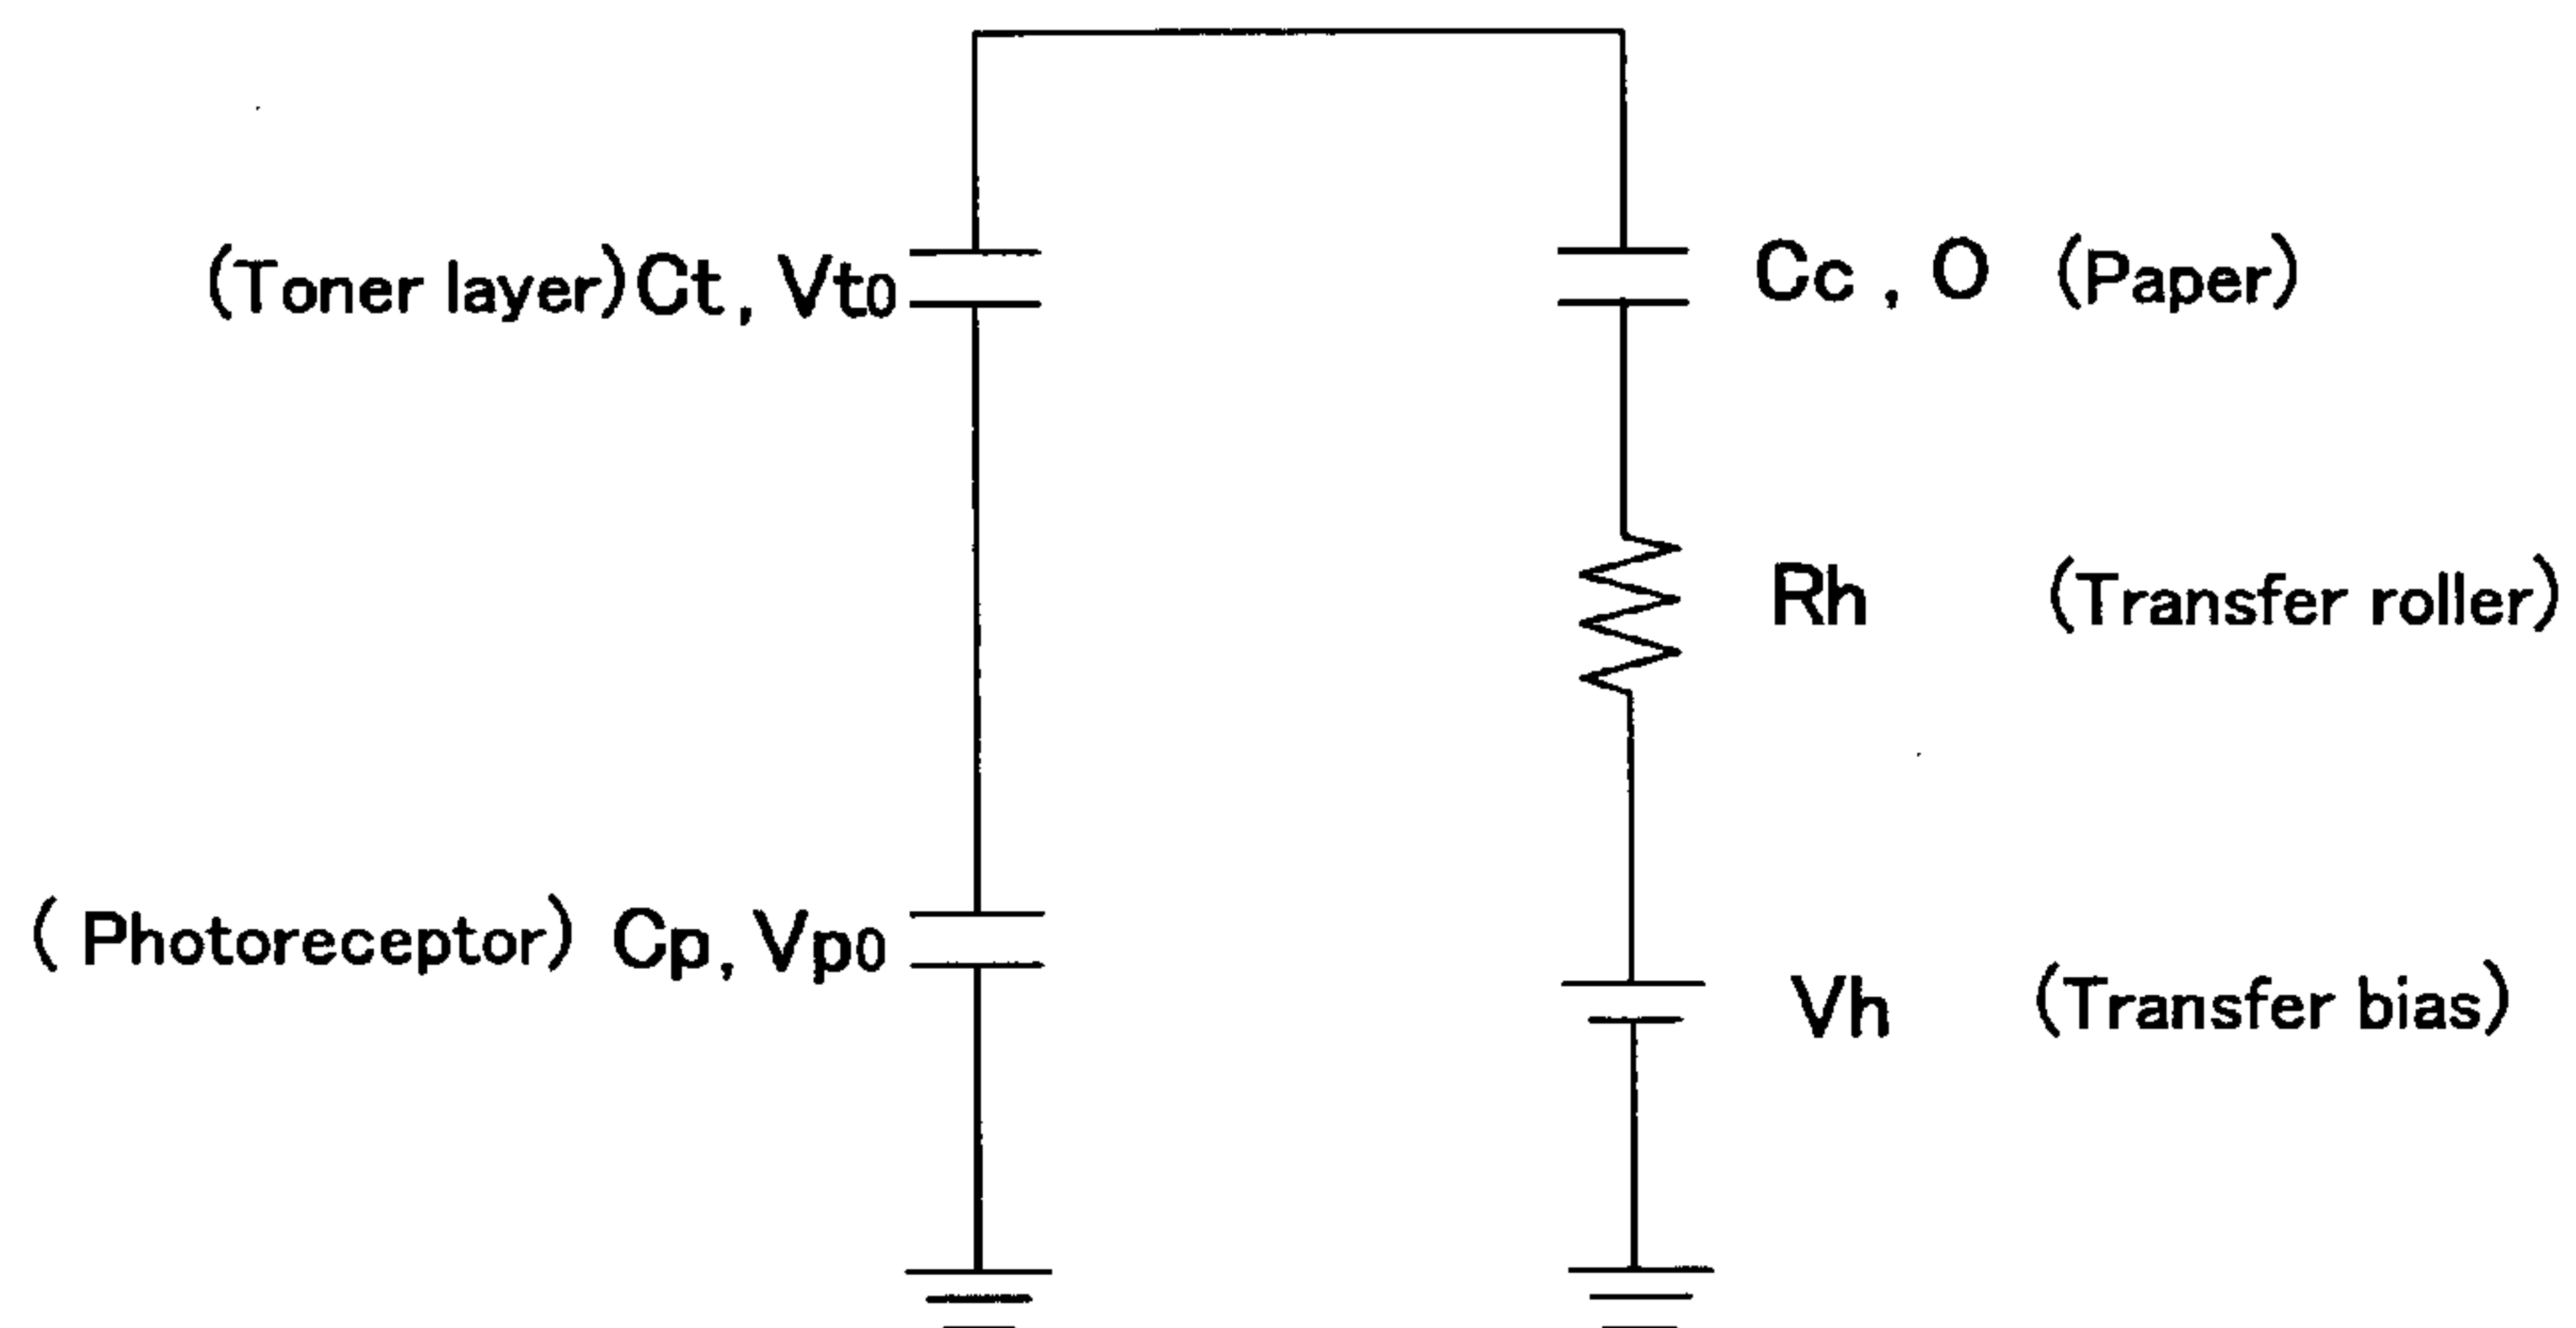 (Toner layer) Ct, Vt0
Cc, O (Paper)
Rh (Transfer roller)
(Photoreceptor) Cp, Vp0
Vh (Transfer bias)